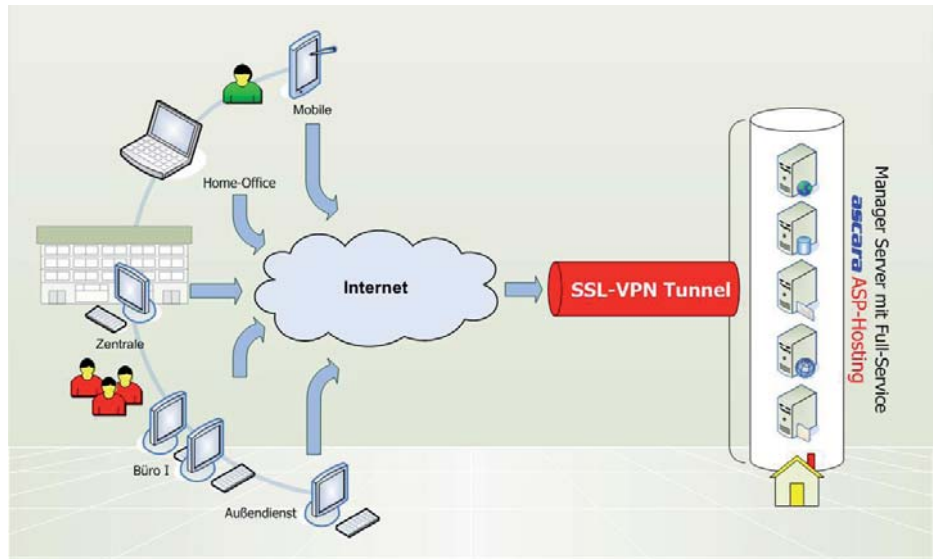 Mobile
Home-Office
Internet
SSL-VPN Tunnel
Zentrale
Büro I
Außendienst
Manager Server mit Full-Service
ascara ASP-Hosting